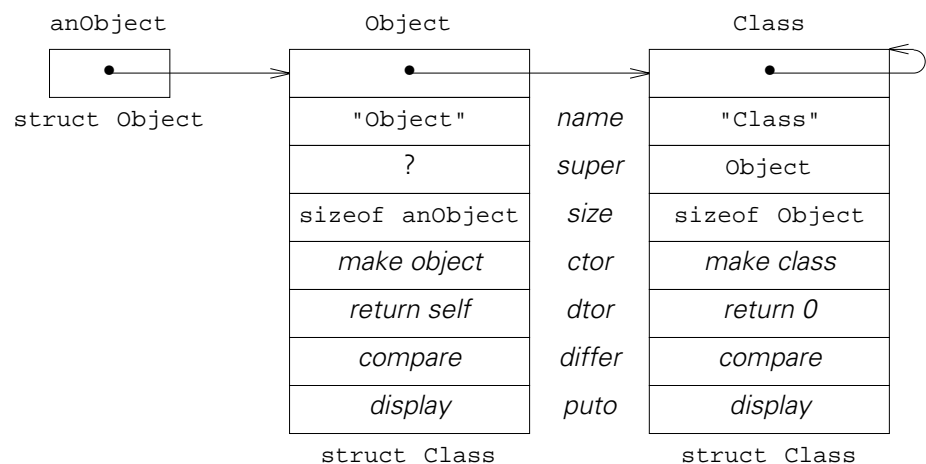 anObject Object Class
struct Object "Object" name "Class"
? super Object
sizeof anObject size sizeof Object
make object ctor make class
return self dtor return 0
compare differ compare
display puto display
struct Class struct Class